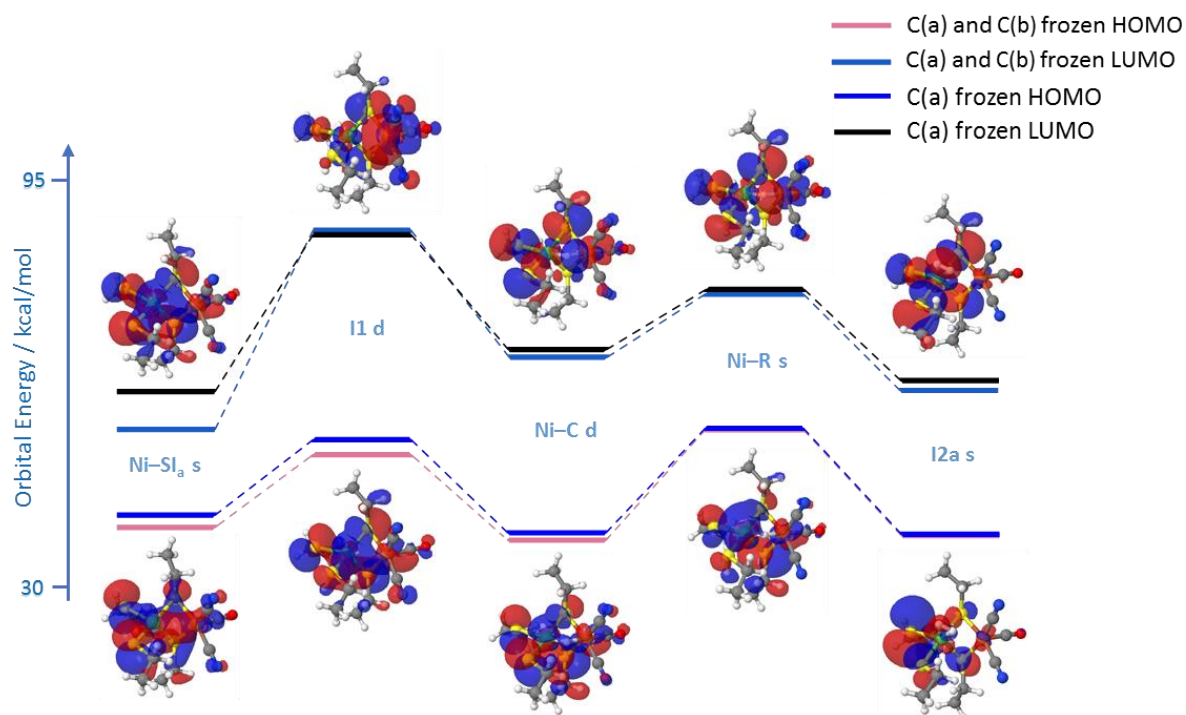 C(a) and C(b) frozen HOMO
C(a) and C(b) frozen LUMO
C(a) frozen HOMO
C(a) frozen LUMO
95
Orbital Energy / kcal/mol
30
Ni–SIₐ s
I1 d
Ni–C d
Ni–R s
I2a s